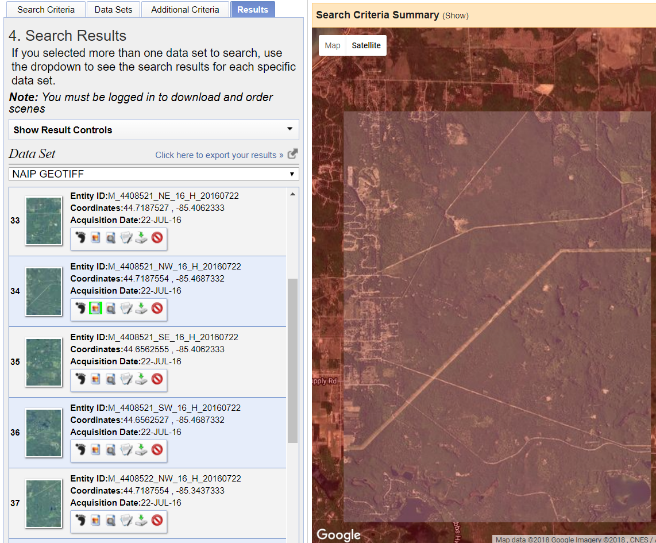 Search Criteria
Data Sets
Additional Criteria
Results
4. Search Results
If you selected more than one data set to search, use
the dropdown to see the search results for each specific
data set.
Note: You must be logged in to download and order
scenes
Show Result Controls
Data Set
Click here to export your results »
NAIP GEOTIFF
33
Entity ID:M_4408521_NE_16_H_20160722
Coordinates:44.7187527 , -85.4062333
Acquisition Date:22-JUL-16
34
Entity ID:M_4408521_NW_16_H_20160722
Coordinates:44.7187554 , -85.4687332
Acquisition Date:22-JUL-16
35
Entity ID:M_4408521_SE_16_H_20160722
Coordinates:44.6562555 , -85.4062333
Acquisition Date:22-JUL-16
36
Entity ID:M_4408521_SW_16_H_20160722
Coordinates:44.6562527 , -85.4687332
Acquisition Date:22-JUL-16
37
Entity ID:M_4408522_NW_16_H_20160722
Coordinates:44.7187554 , -85.3437333
Acquisition Date:22-JUL-16
Search Criteria Summary (Show)
Map
Satellite
pply Rd
Google
Map data ©2018 Google Imagery ©2018 , CNES /